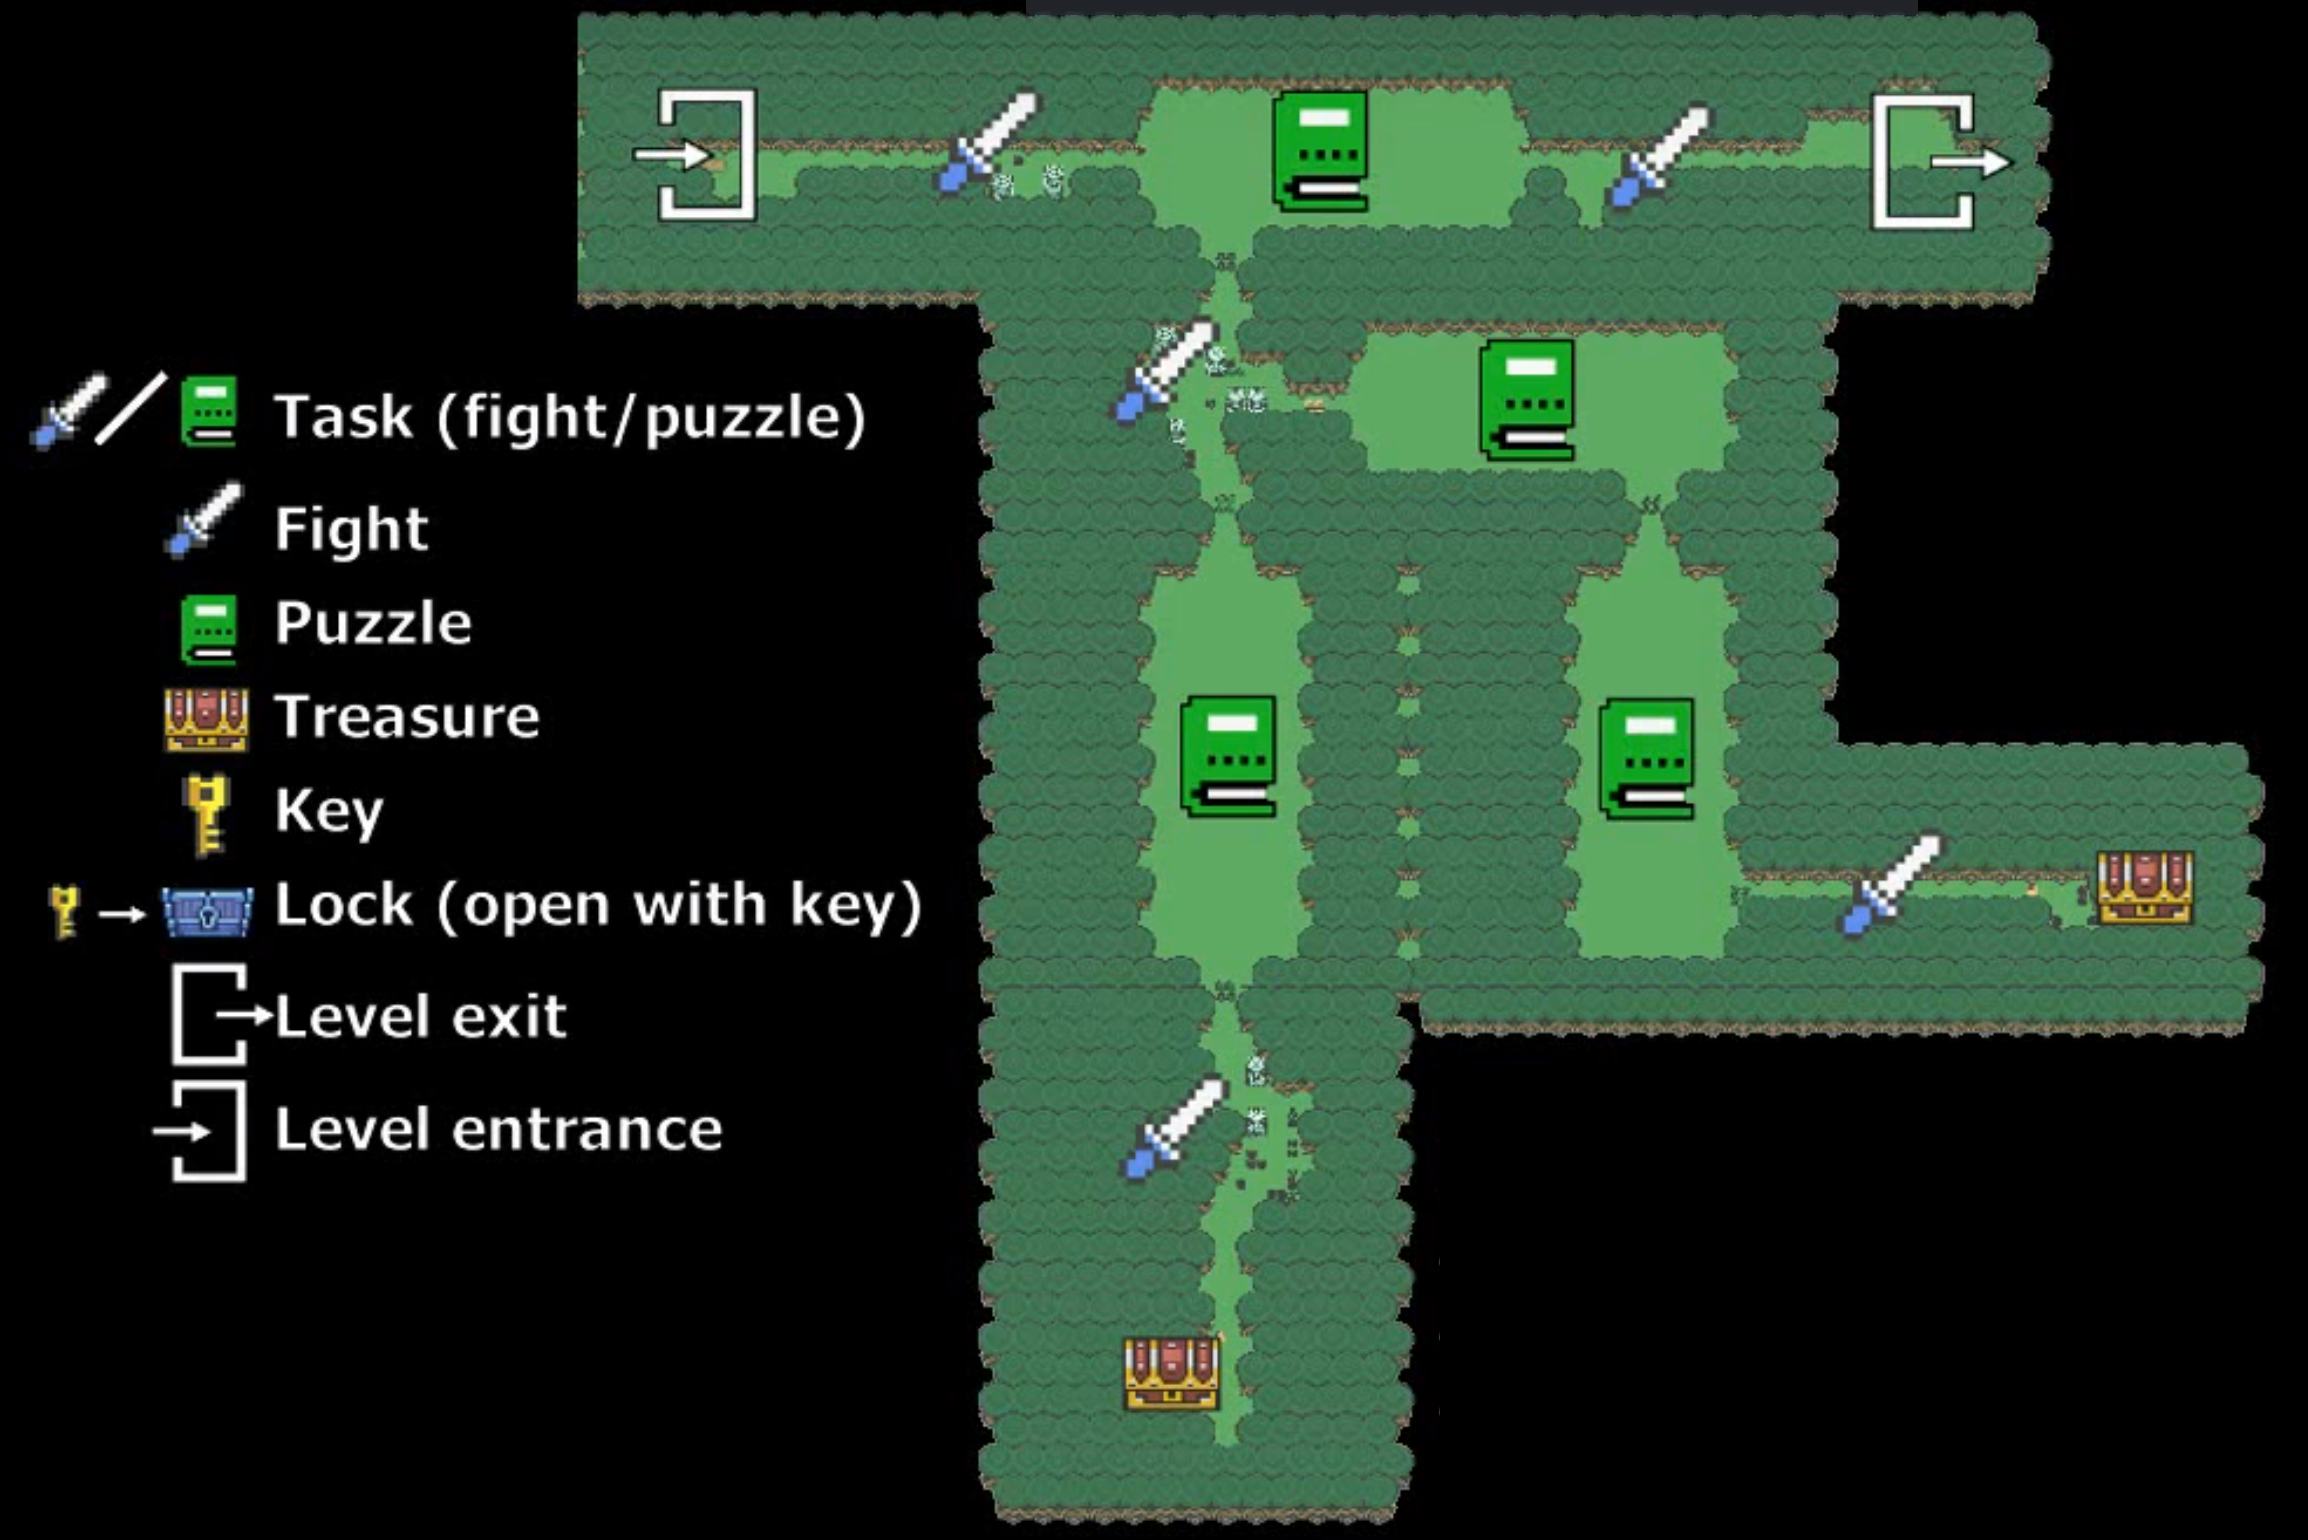 Task (fight/puzzle)
Fight
Puzzle
Treasure
Key
Lock (open with key)
Level exit
Level entrance